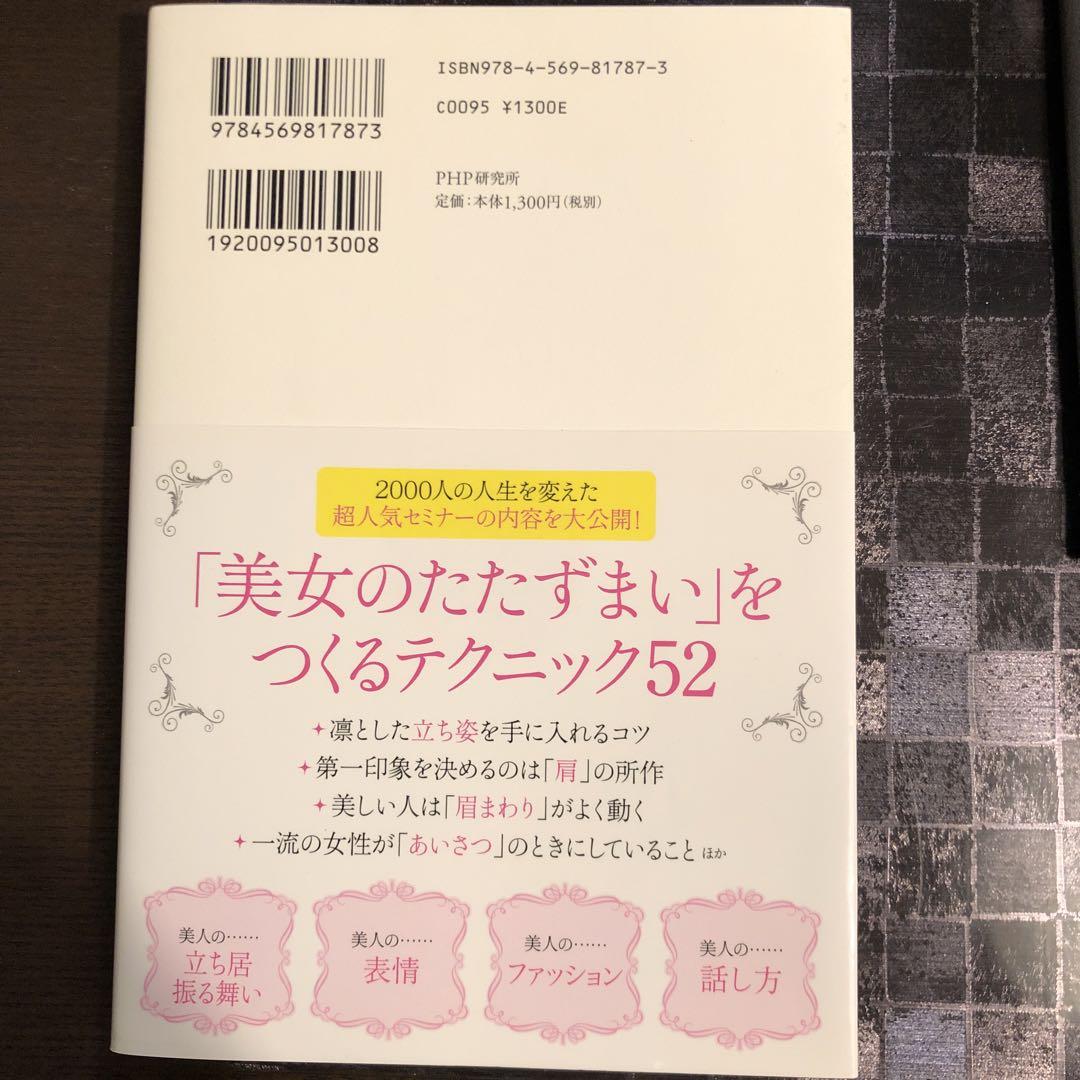 ISBN978-4-569-81787-3
C0095 ¥1300E
9784569817873
1920095013008
PHP研究所
定価：本体1,300円（税別）
2000人の人生を変えた
超人気セミナーの内容を大公開！
「美女のたたずまい」を
つくるテクニック52
凛とした立ち姿を手に入れるコツ
第一印象を決めるのは「肩」の所作
美しい人は「眉まわり」がよく動く
一流の女性が「あいさつ」のときにしていること ほか
美人の……
立ち居
振る舞い
美人の……
表情
美人の……
ファッション
美人の……
話し方